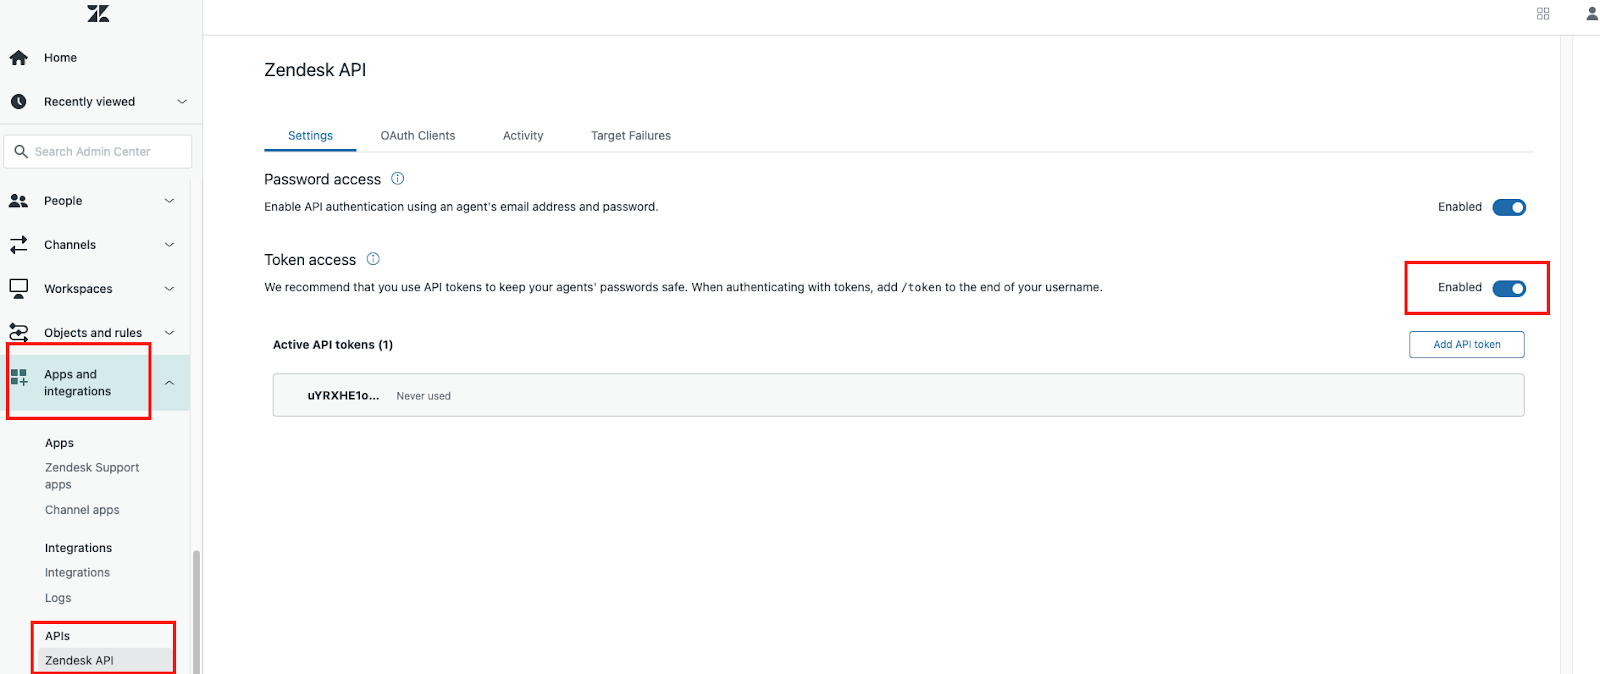 Home
Recently viewed
Search Admin Center
People
Channels
Workspaces
Objects and rules
Apps and
integrations
Apps
Zendesk Support
apps
Channel apps
Integrations
Integrations
Logs
APIs
Zendesk API
Zendesk API
Settings OAuth Clients Activity Target Failures
Password access
Enable API authentication using an agent's email address and password. Enabled
Token access
We recommend that you use API tokens to keep your agents' passwords safe. When authenticating with tokens, add /token to the end of your username. Enabled
Active API tokens (1) Add API token
uYRXHE1o... Never used